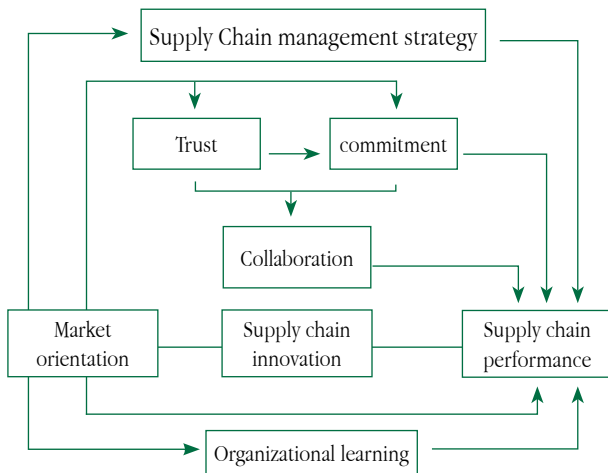 Supply Chain management strategy
Trust
commitment
Collaboration
Market
orientation
Supply chain
innovation
Supply chain
performance
Organizational learning